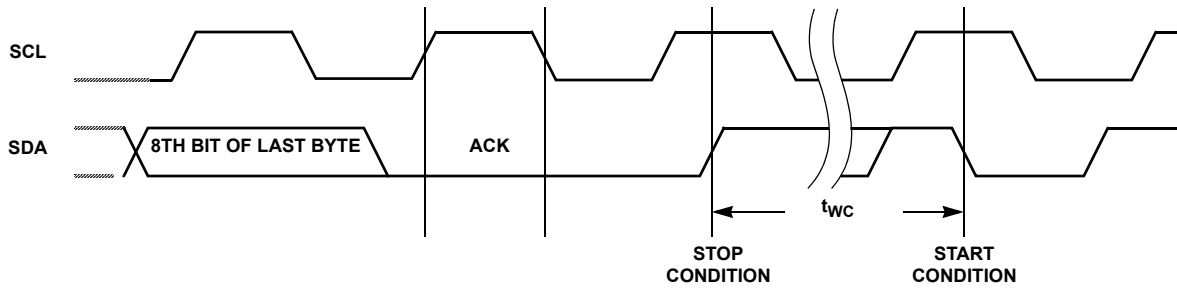 SCL
SDA
8TH BIT OF LAST BYTE
ACK
tWC
STOP
CONDITION
START
CONDITION